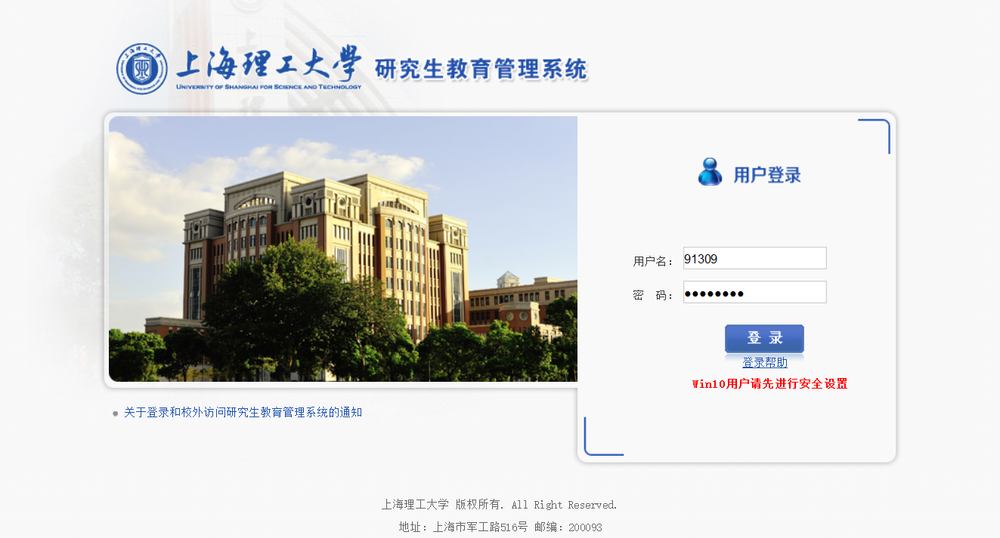 上海理工大學 研究生教育管理系统
UNIVERSITY OF SHANGHAI FOR SCIENCE AND TECHNOLOGY
用户登录
用户名： 91309
密 码： ●●●●●●●●
登 录
登录帮助
Win10用户请先进行安全设置
关于登录和校外访问研究生教育管理系统的通知
上海理工大学 版权所有. All Right Reserved.
地址：上海市军工路516号 邮编：200093